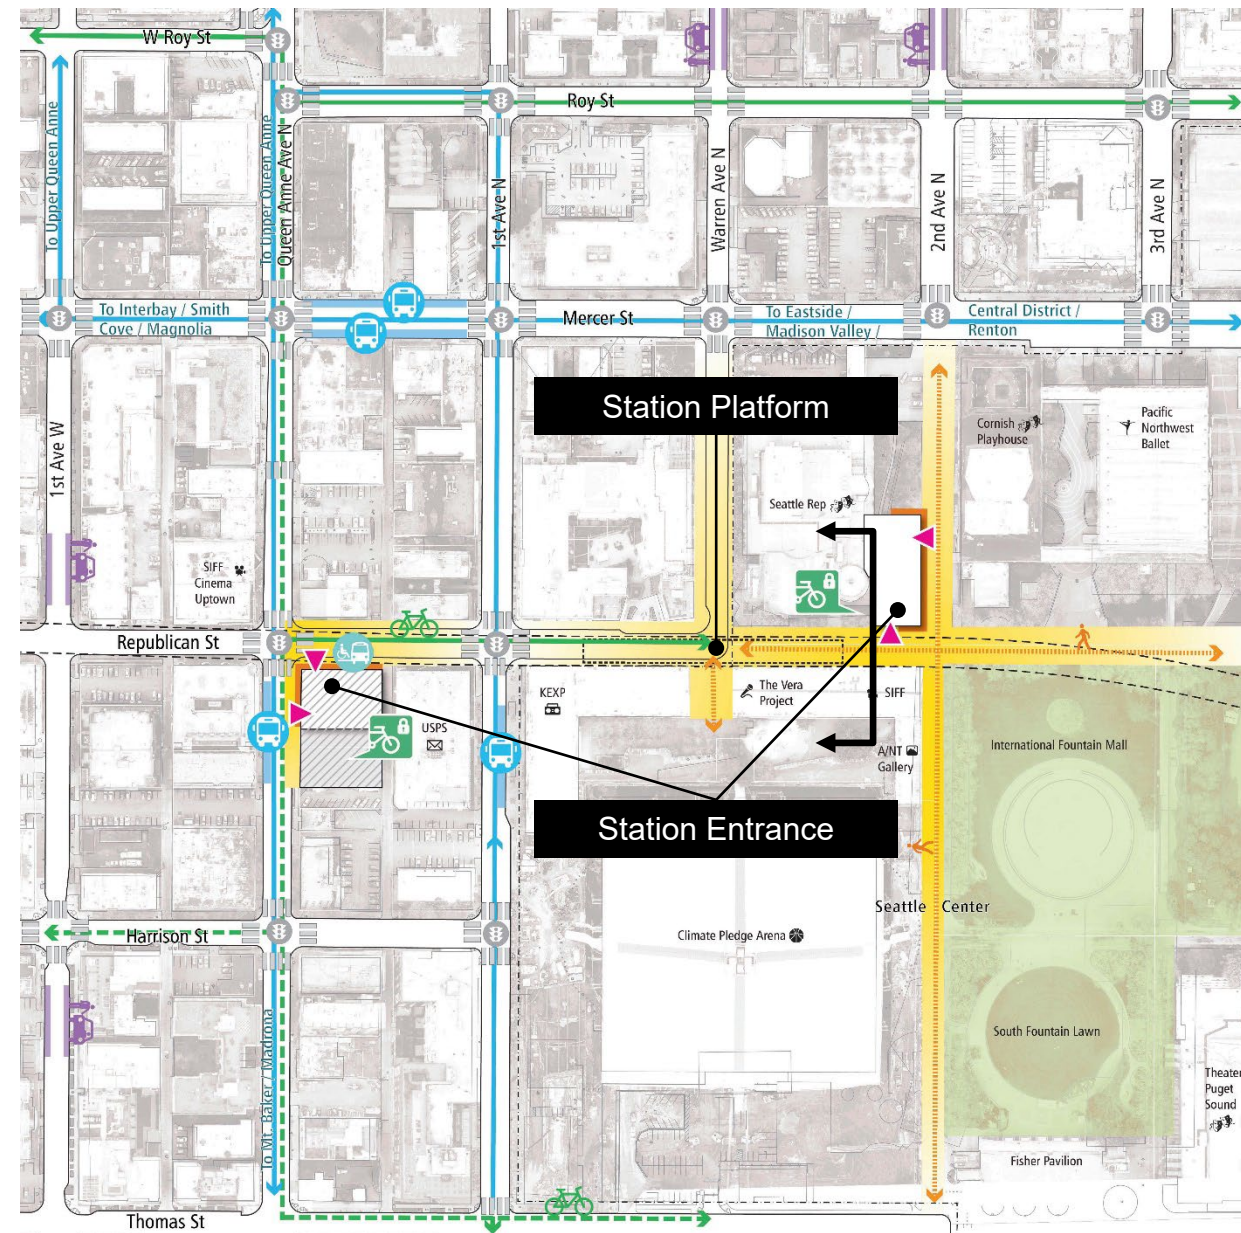 W Roy St
Roy St
To Upper Queen Anne
To Upper Queen Anne
Queen Anne Ave N
1st Ave N
Warren Ave N
2nd Ave N
3rd Ave N
To Interbay / Smith
Cove / Magnolia
Mercer St
To Eastside /
Madison Valley /
Central District /
Renton
Station Platform
Cornish
Playhouse
Pacific
Northwest
Ballet
1st Ave W
Seattle Rep
SIFF
Cinema
Uptown
Republican St
KEXP
The Vera
Project
SIFF
USPS
A/NT
Gallery
International Fountain Mall
Station Entrance
Seattle Center
Harrison St
Climate Pledge Arena
South Fountain Lawn
To Mt. Baker / Madrona
Theater
Puget
Sound
Fisher Pavilion
Thomas St